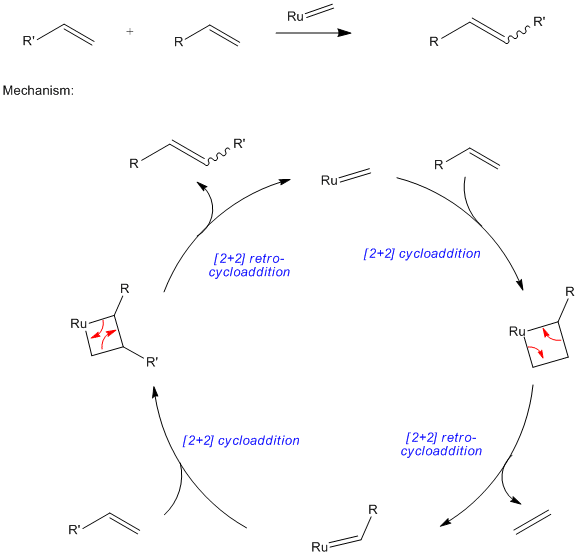 Ru
R' + R R R'
Mechanism:
R R'
Ru R
[2+2] retro-
cycloaddition
[2+2] cycloaddition
R
Ru
R'
R
Ru
[2+2] cycloaddition
[2+2] retro-
cycloaddition
R'
Ru R